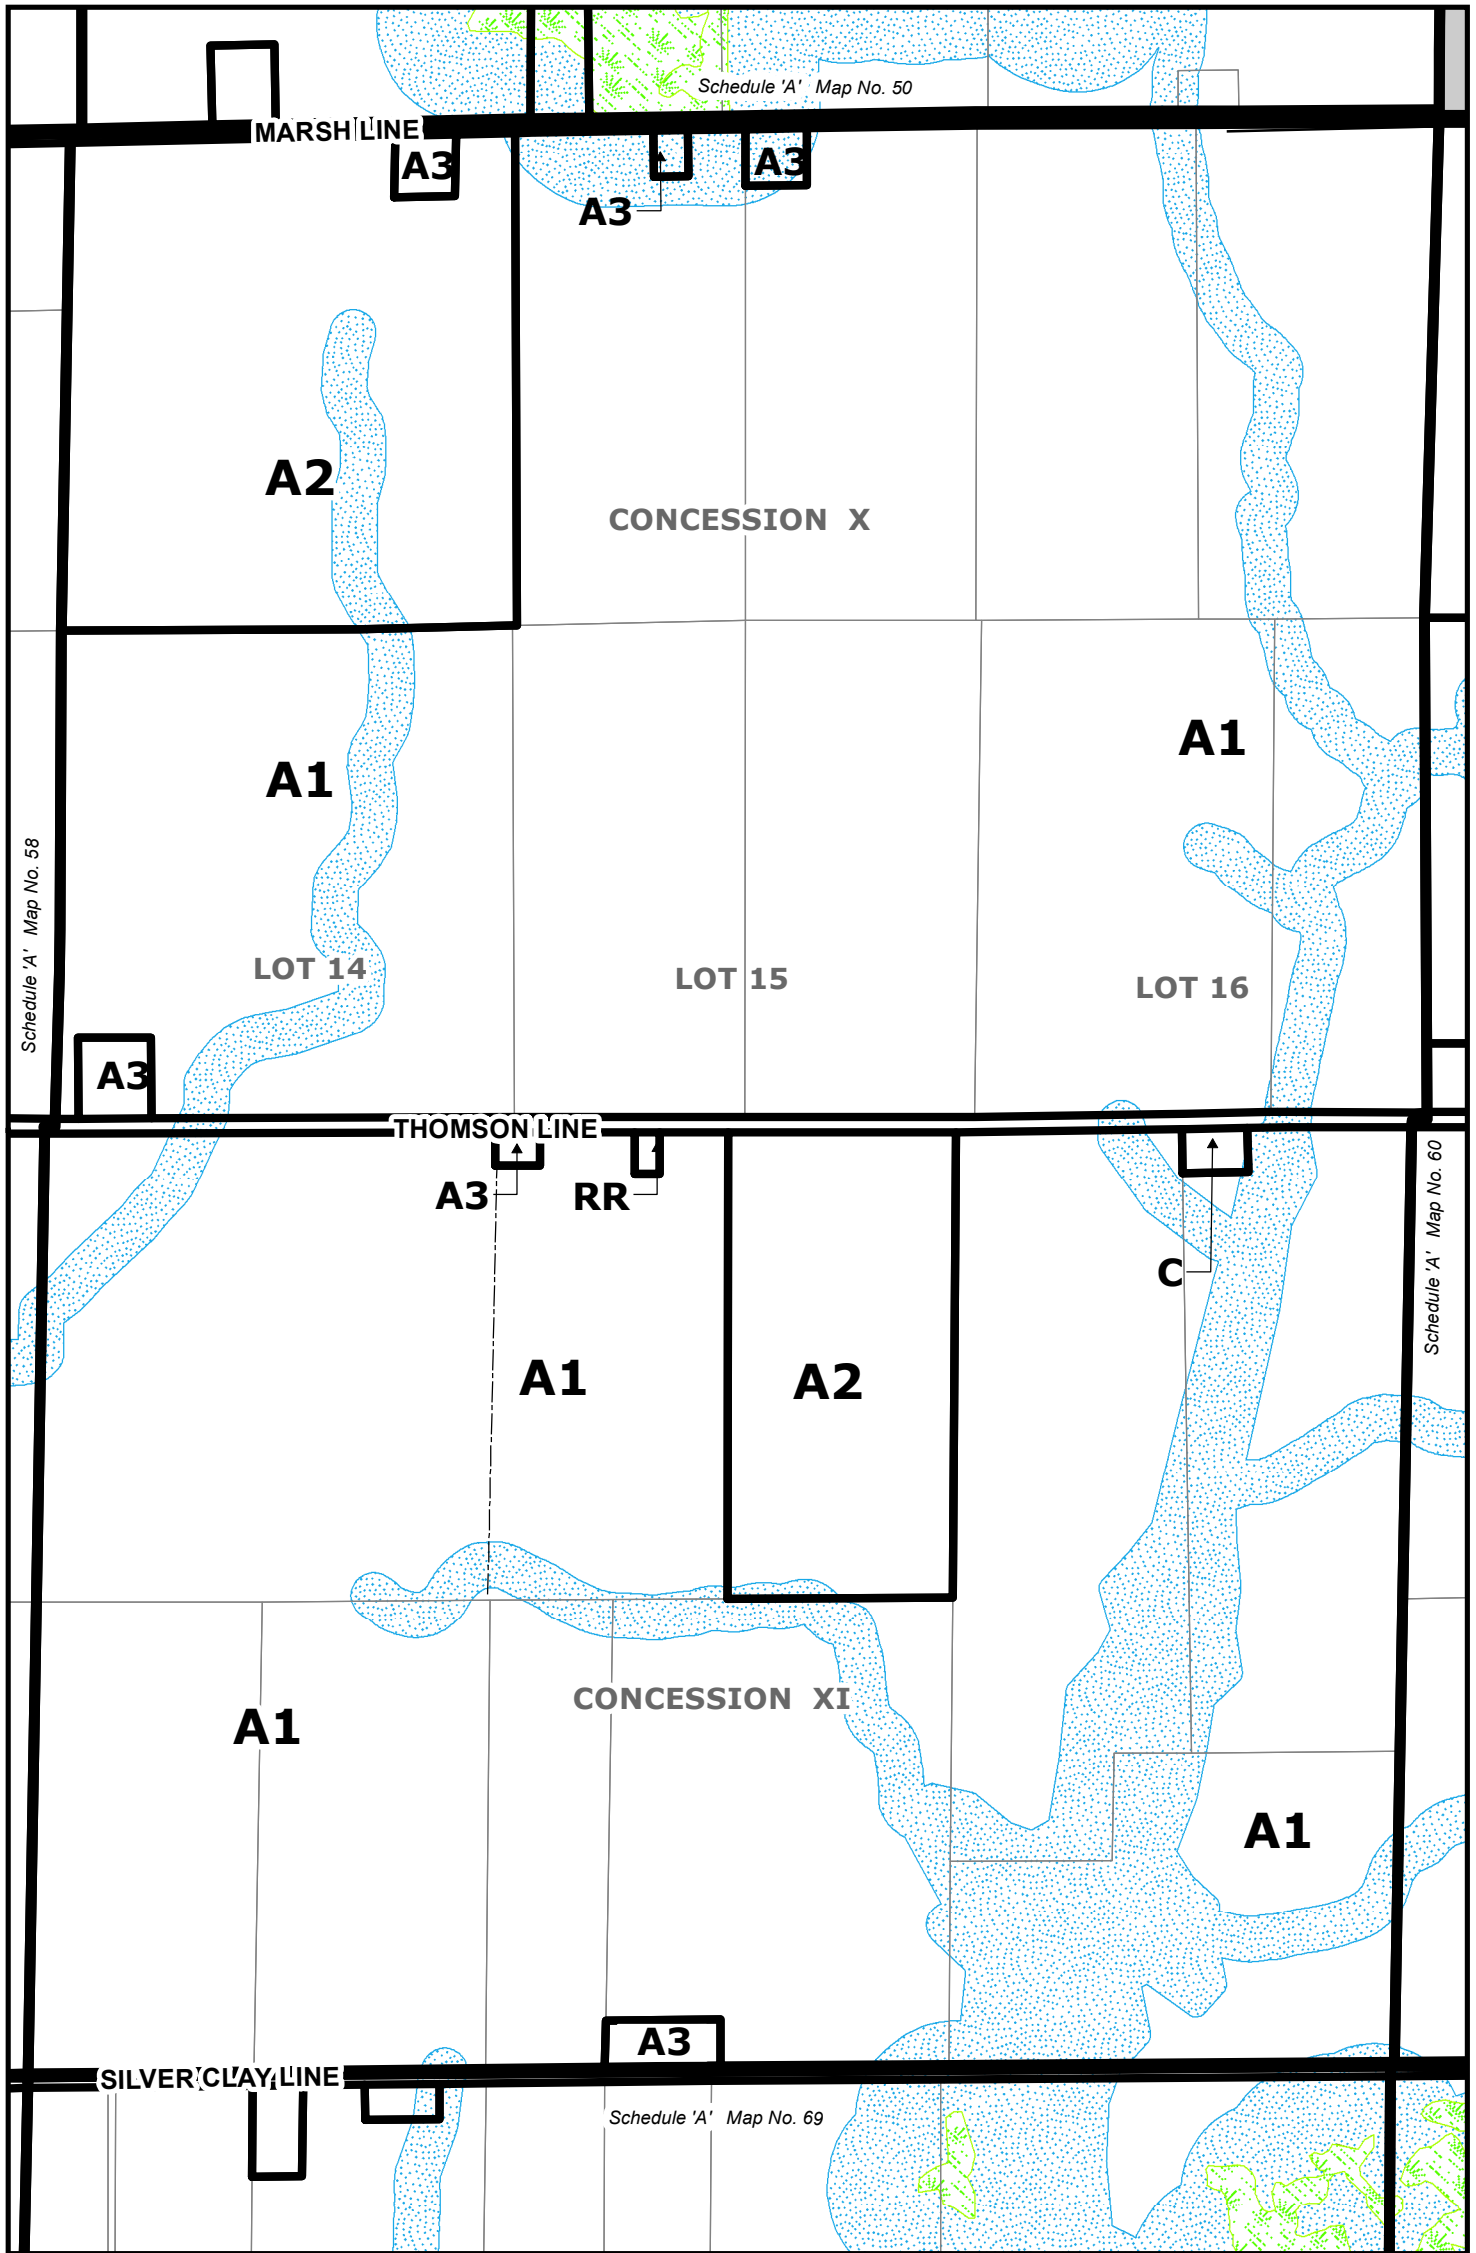 Schedule 'A' Map No. 50
MARSH LINE
A3
A3
A3
A2
CONCESSION X
A1
A1
Schedule 'A' Map No. 58
LOT 14
LOT 15
LOT 16
A3
THOMSON LINE
A3
RR
C
Schedule 'A' Map No. 60
A1
A2
CONCESSION XI
A1
A1
A3
SILVER CLAY LINE
Schedule 'A' Map No. 69